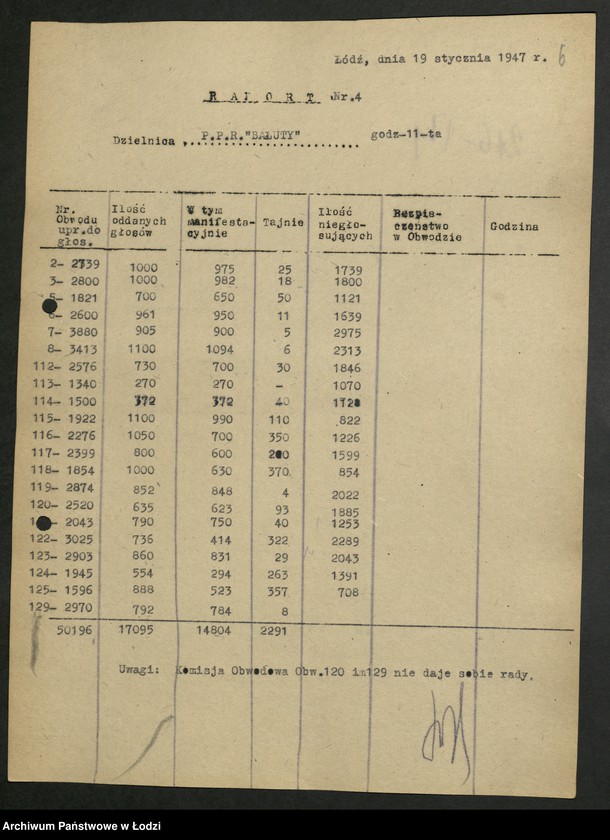 Łódź, dnia 19 stycznia 1947 r. 6
R A P O R T Nr.4
Dzielnica P.P.R."BAŁUTY" godz-11-ta
Nr. Obwodu upr.do głos. Ilość oddanych głosów W tym manifesta-cyjnie Tajnie Ilość niegło-sujących Bezpie-czeństwo w Obwodzie Godzina
2- 2739 1000 975 25 1739
3- 2800 1000 982 18 1800
5- 1821 700 650 50 1121
6- 2600 961 950 11 1639
7- 3880 905 900 5 2975
8- 3413 1100 1094 6 2313
112- 2576 730 700 30 1846
113- 1340 270 270 - 1070
114- 1500 372 372 40 1128
115- 1922 1100 990 110 822
116- 2276 1050 700 350 1226
117- 2399 800 600 200 1599
118- 1854 1000 630 370 854
119- 2874 852 848 4 2022
120- 2520 635 623 93 1885
2043 790 750 40 1253
122- 3025 736 414 322 2289
123- 2903 860 831 29 2043
124- 1945 554 294 263 1391
125- 1596 888 523 357 708
129- 2970 792 784 8
50196 17095 14804 2291
Uwagi: Komisja Obwodowa Obw.120 i 129 nie daje sobie rady.
Archiwum Państwowe w Łodzi